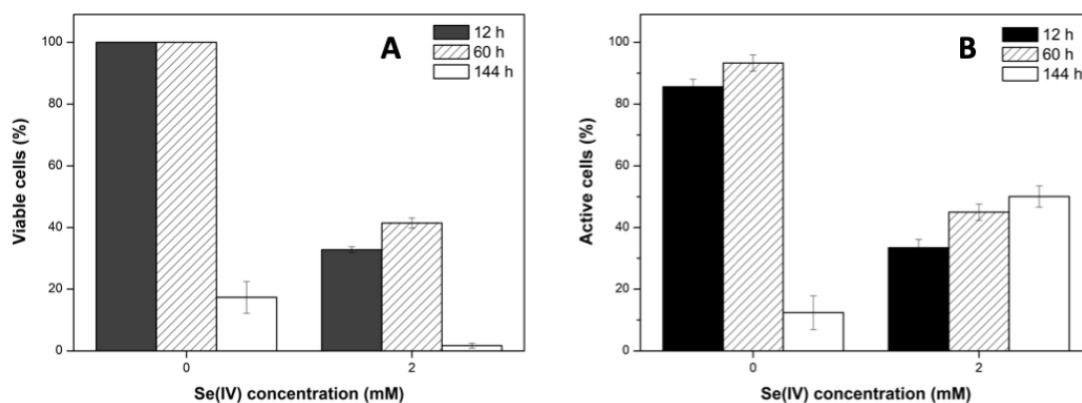 A
12 h
60 h
144 h
100
80
60
40
20
0
Viable cells (%)
0
2
Se(IV) concentration (mM)
B
12 h
60 h
144 h
100
80
60
40
20
0
Active cells (%)
0
2
Se(IV) concentration (mM)